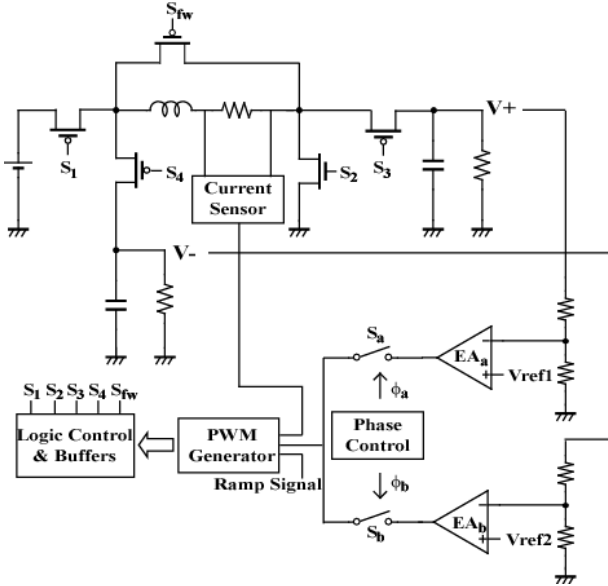 Sfw
V+
S1
S4
S2
S3
Current
Sensor
V-
Sa
EAa
Vref1
ϕa
S1 S2 S3 S4 Sfw
Logic Control
& Buffers
PWM
Generator
Phase
Control
Ramp Signal
ϕb
Sb
EAb
Vref2